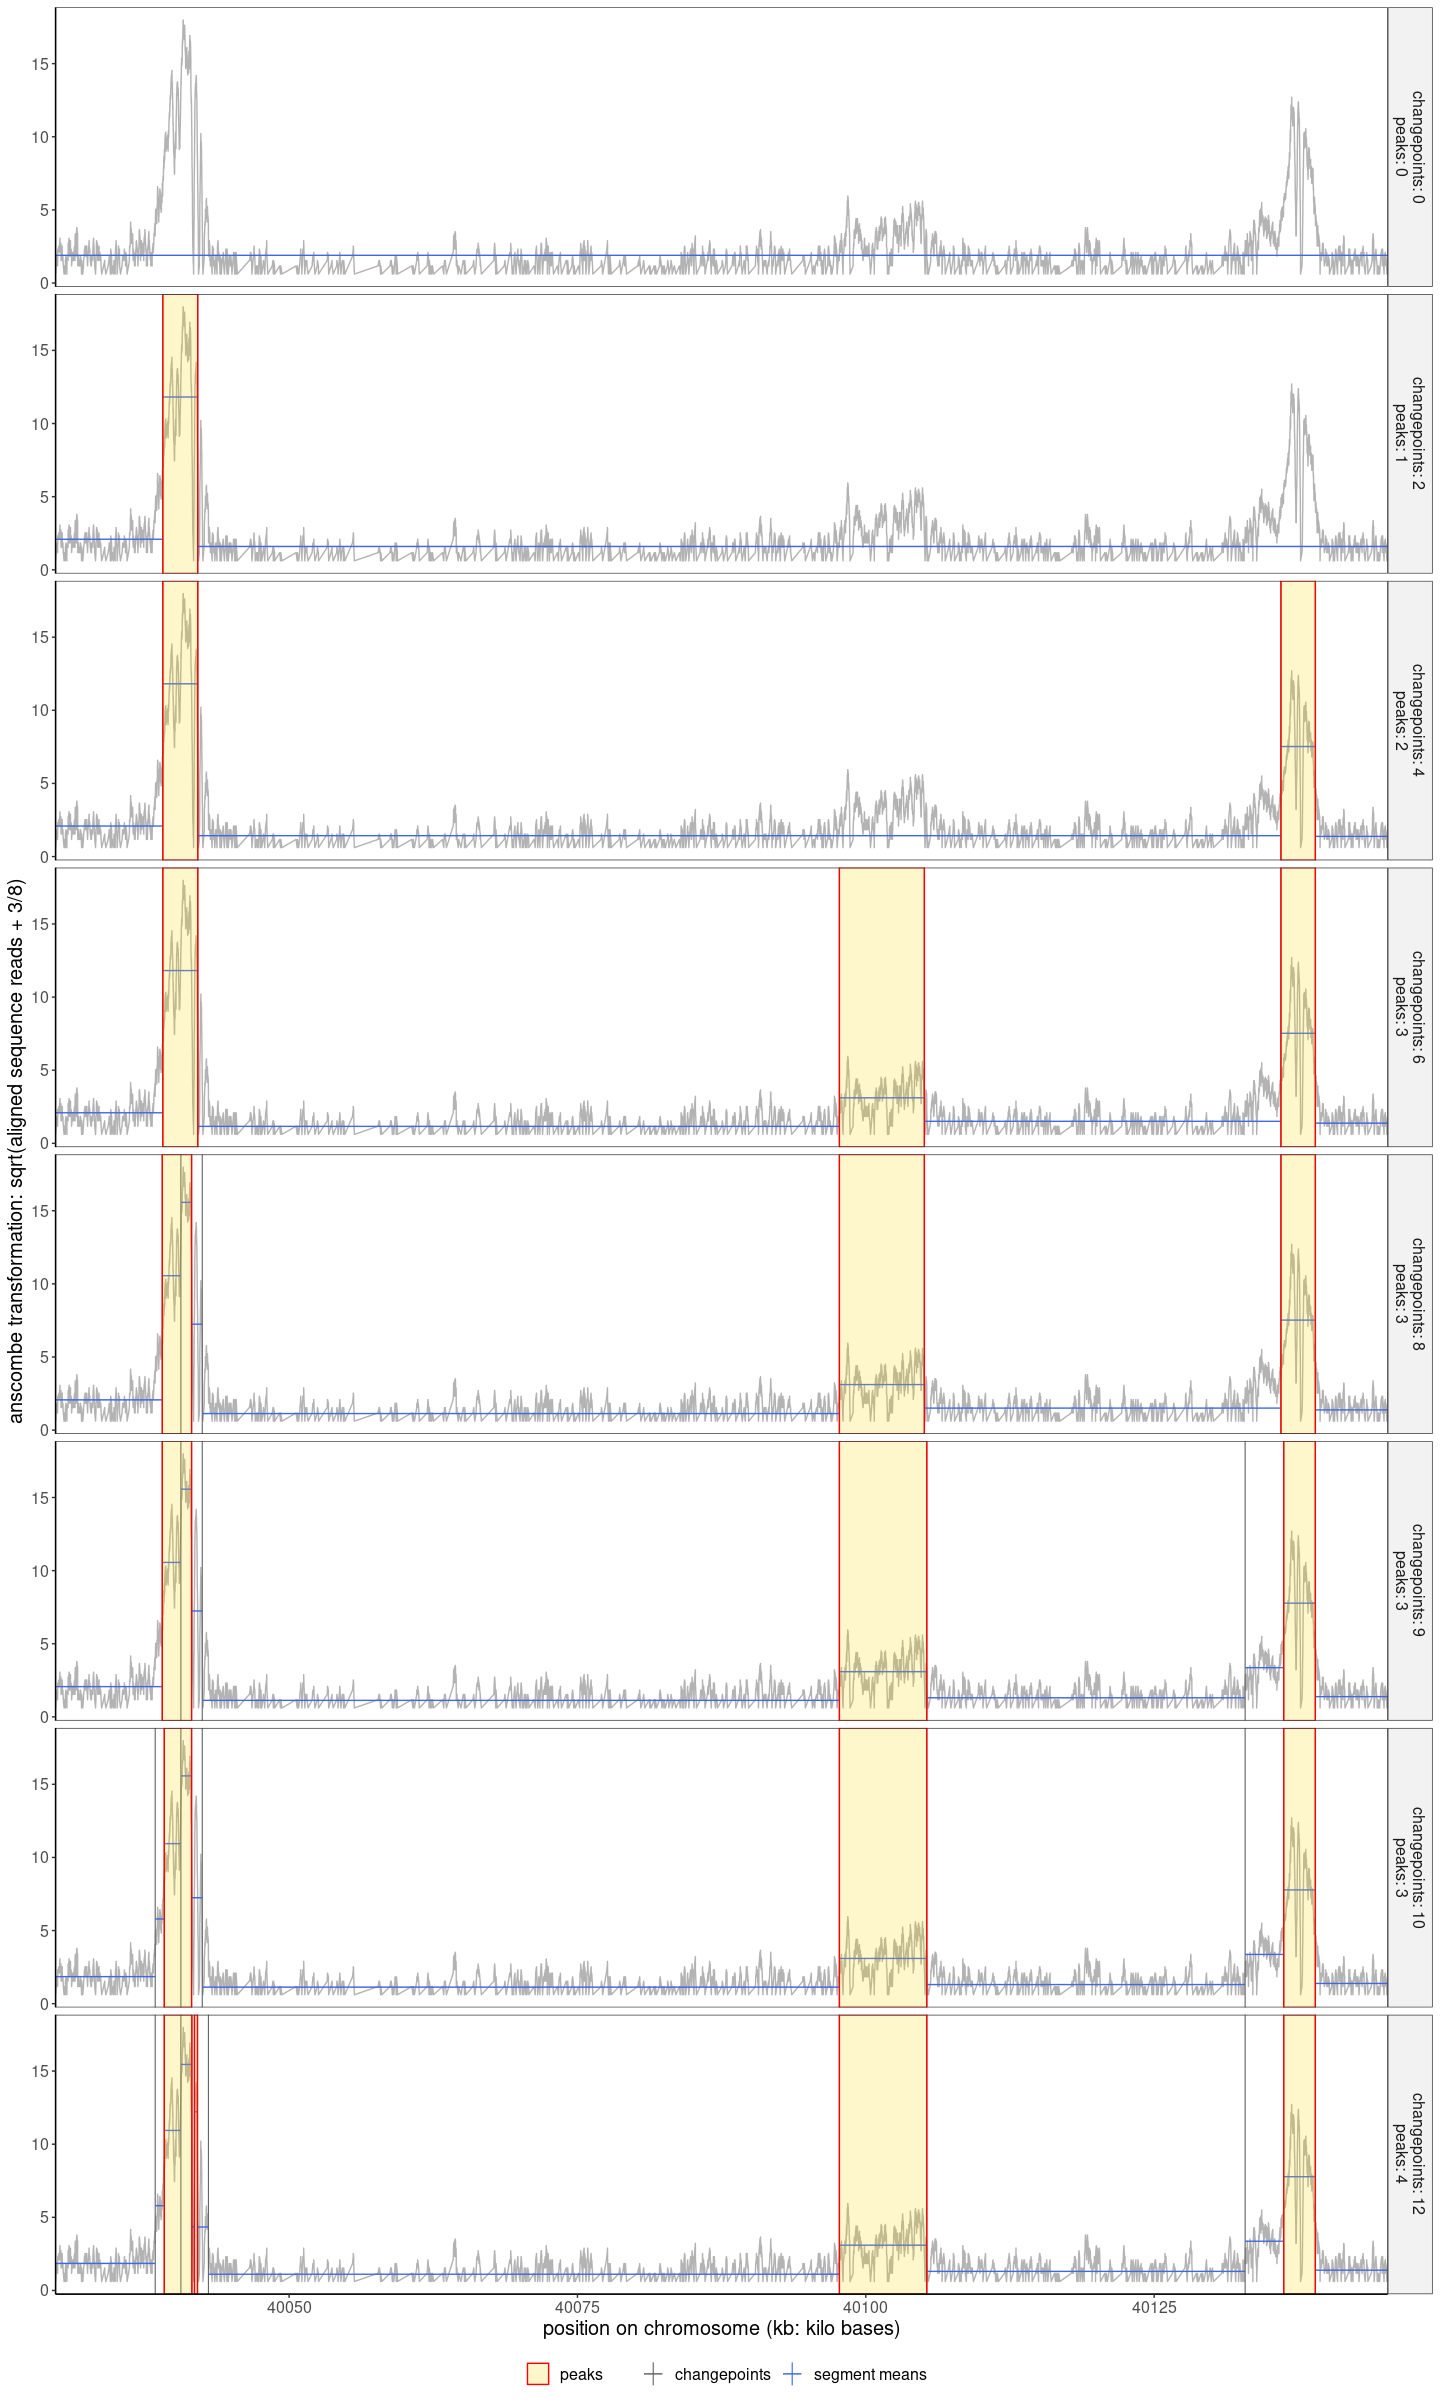 anscombe transformation: sqrt(aligned sequence reads + 3/8)
15
10
5
0
changepoints: 0
peaks: 0
15
10
5
0
changepoints: 2
peaks: 1
15
10
5
0
changepoints: 4
peaks: 2
15
10
5
0
changepoints: 6
peaks: 3
15
10
5
0
changepoints: 8
peaks: 3
15
10
5
0
changepoints: 9
peaks: 3
15
10
5
0
changepoints: 10
peaks: 3
15
10
5
0
changepoints: 12
peaks: 4
40050 40075 40100 40125
position on chromosome (kb: kilo bases)
peaks changepoints segment means